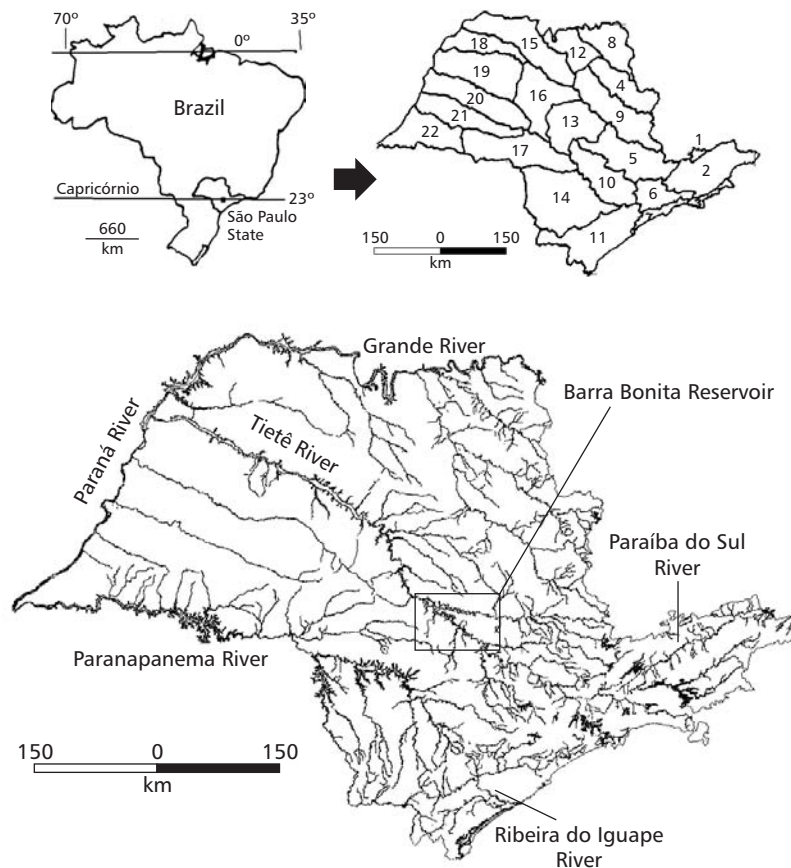 70º
35º
0º
Brazil
Capricórnio
23º
São Paulo
State
660
km
18
15
12
8
19
4
20
16
9
21
13
1
22
17
5
2
10
6
14
11
150
0
150
km
Grande River
Barra Bonita Reservoir
Paraná River
Tietê River
Paraíba do Sul
River
Paranapanema River
150
0
150
km
Ribeira do Iguape
River